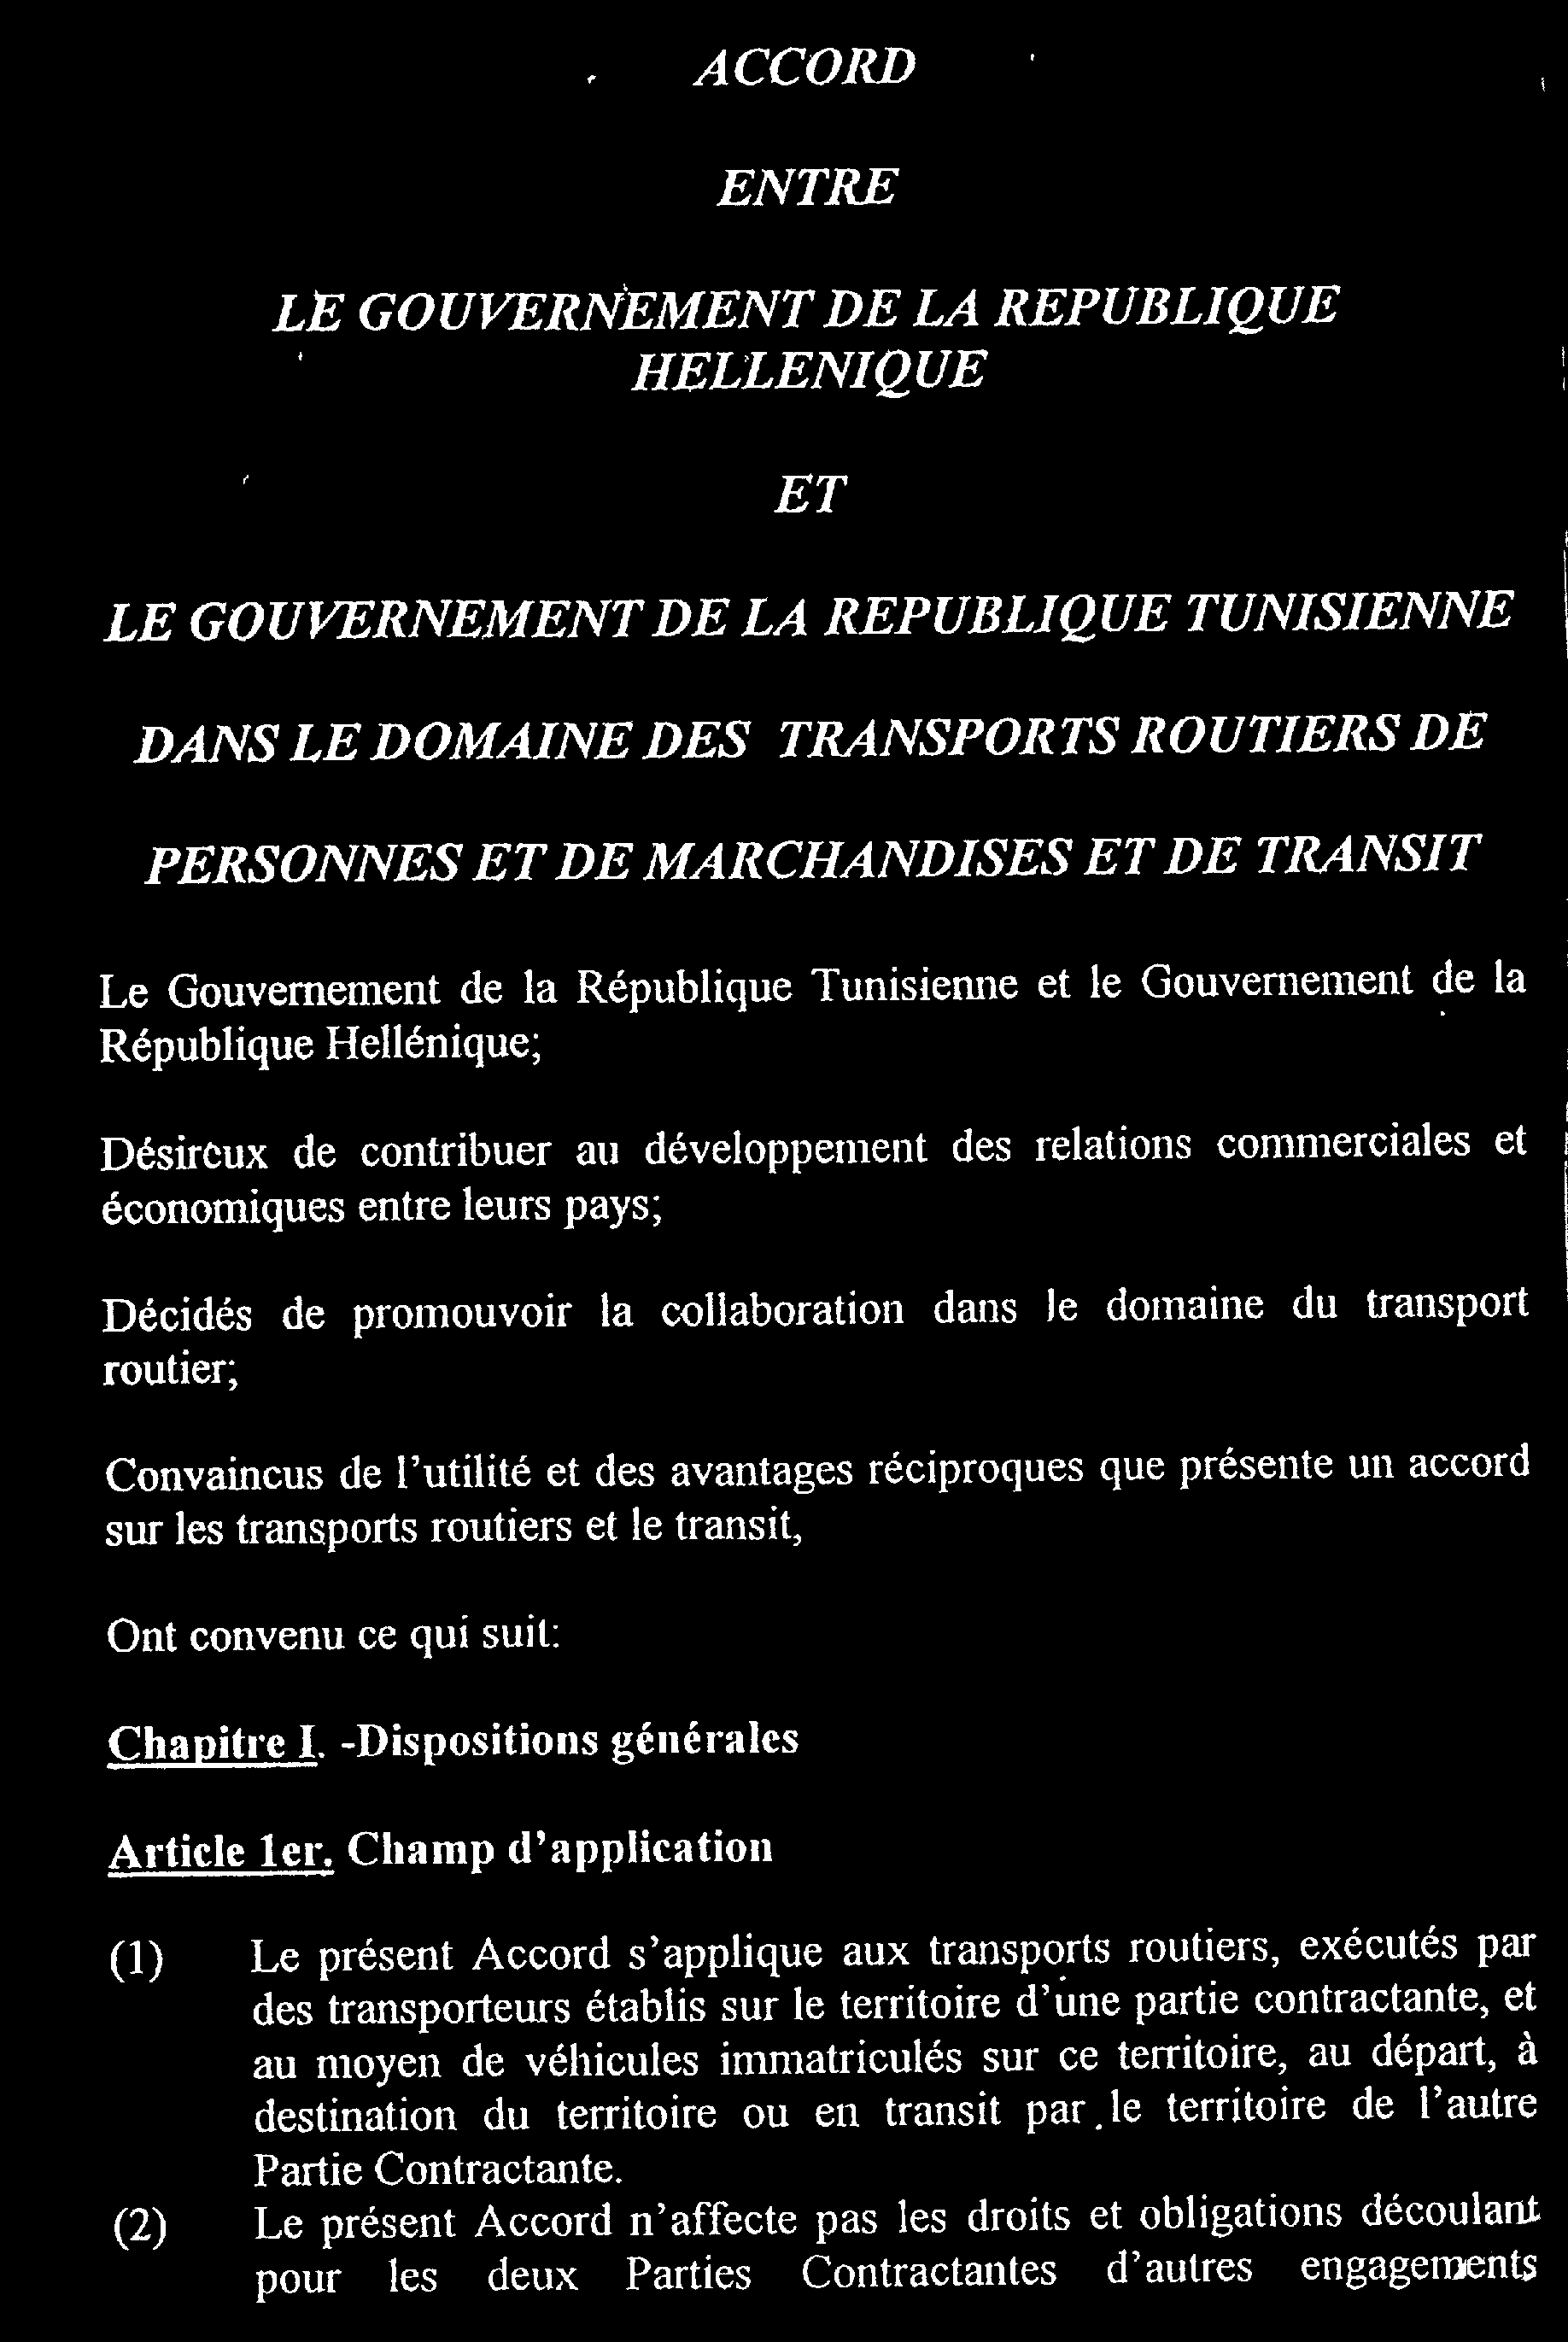 ACCORD
ENTRE
LE GOUVERNEMENT DE LA REPUBLIQUE
HELLENIQUE
ET
LE GOUVERNEMENT DE LA REPUBLIQUE TUNISIENNE
DANS LE DOMAINE DES TRANSPORTS ROUTIERS DE
PERSONNES ET DE MARCHANDISES ET DE TRANSIT
Le Gouvernement de la République Tunisienne et le Gouvernement de la
République Hellénique;
Désireux de contribuer au développement des relations commerciales et
économiques entre leurs pays;
Décidés de promouvoir la collaboration dans le domaine du transport
routier;
Convaincus de l'utilité et des avantages réciproques que présente un accord
sur les transports routiers et le transit,
Ont convenu ce qui suit:
Chapitre I. -Dispositions générales
Article 1er. Champ d'application
(1) Le présent Accord s'applique aux transports routiers, exécutés par
des transporteurs établis sur le territoire d'une partie contractante, et
au moyen de véhicules immatriculés sur ce territoire, au départ, à
destination du territoire ou en transit par le territoire de l'autre
Partie Contractante.
(2) Le présent Accord n'affecte pas les droits et obligations découlant
pour les deux Parties Contractantes d'autres engagements